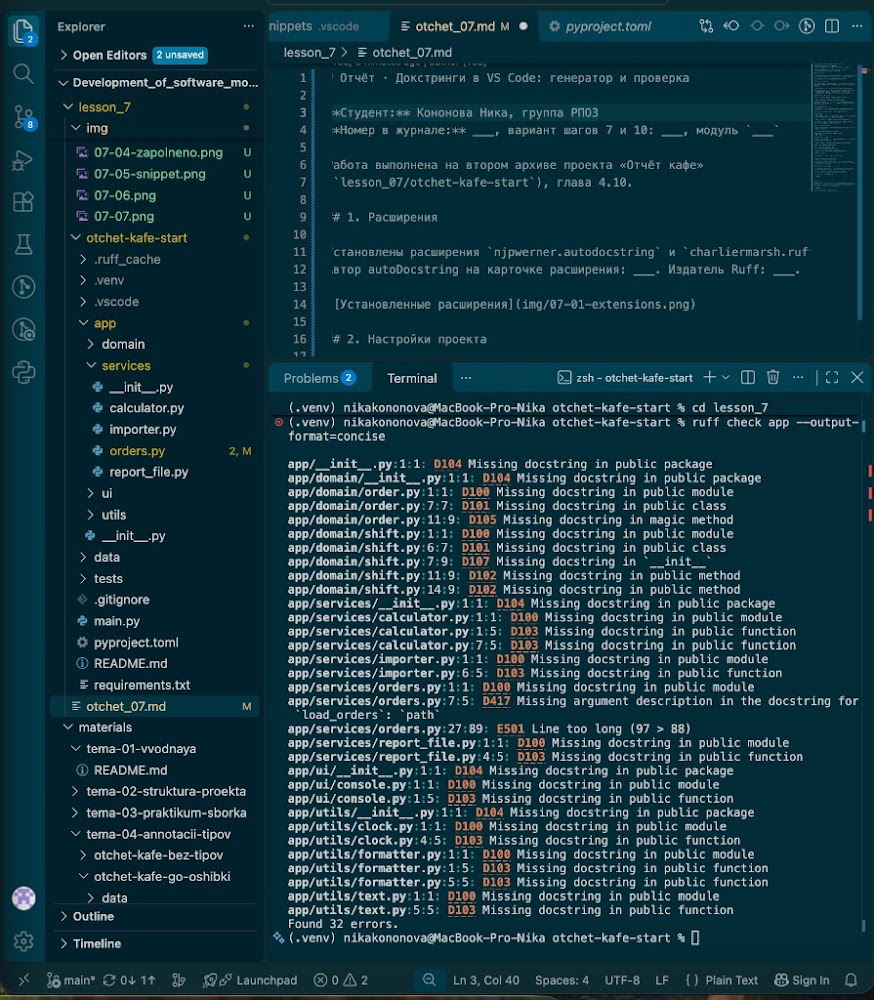 Explorer
Open Editors 2 unsaved
Development_of_software_mo...
lesson_7
img
07-04-zapolneno.png U
07-05-snippet.png U
07-06.png U
07-07.png U
otchet-kafe-start
.ruff_cache
.venv
.vscode
app
domain
services
__init__.py
calculator.py
importer.py
orders.py 2, M
report_file.py
ui
utils
__init__.py
data
tests
.gitignore
main.py
pyproject.toml
README.md
requirements.txt
otchet_07.md M
materials
tema-01-vvodnaya
README.md
tema-02-struktura-proekta
tema-03-praktikum-sborka
tema-04-annotacii-tipov
otchet-kafe-bez-tipov
otchet-kafe-go-oshibki
data
Outline
Timeline
2
8
nippets .vscode
otchet_07.md M
pyproject.toml
lesson_7 > otchet_07.md
1 Отчёт · Докстринги в VS Code: генератор и проверка
2
3 **Студент:** Кононова Ника, группа РПОЗ
4 **Номер в журнале:** ___, вариант шагов 7 и 10: ___, модуль `___`
5
6 абота выполнена на втором архиве проекта «Отчёт кафе»
7 `lesson_07/otchet-kafe-start`), глава 4.10.
8
9 # 1. Расширения
10
11 становлены расширения `njpwerner.autodocstring` и `charliermarsh.ruff
12 втор autoDocstring на карточке расширения: ___. Издатель Ruff: ___.
13
14 [Установленные расширения](img/07-01-extensions.png)
15
16 # 2. Настройки проекта
17
Problems 2
Terminal
zsh - otchet-kafe-start
(.venv) nikakononova@MacBook-Pro-Nika otchet-kafe-start % cd lesson_7
(.venv) nikakononova@MacBook-Pro-Nika otchet-kafe-start % ruff check app --output-
format=concise
app/__init__.py:1:1: D104 Missing docstring in public package
app/domain/__init__.py:1:1: D104 Missing docstring in public package
app/domain/order.py:1:1: D100 Missing docstring in public module
app/domain/order.py:7:7: D101 Missing docstring in public class
app/domain/order.py:11:9: D105 Missing docstring in magic method
app/domain/shift.py:1:1: D100 Missing docstring in public module
app/domain/shift.py:6:7: D101 Missing docstring in public class
app/domain/shift.py:7:9: D107 Missing docstring in `__init__`
app/domain/shift.py:11:9: D102 Missing docstring in public method
app/domain/shift.py:14:9: D102 Missing docstring in public method
app/services/__init__.py:1:1: D104 Missing docstring in public package
app/services/calculator.py:1:1: D100 Missing docstring in public module
app/services/calculator.py:1:5: D103 Missing docstring in public function
app/services/calculator.py:7:5: D103 Missing docstring in public function
app/services/importer.py:1:1: D100 Missing docstring in public module
app/services/importer.py:6:5: D103 Missing docstring in public function
app/services/orders.py:1:1: D100 Missing docstring in public module
app/services/orders.py:7:5: D417 Missing argument description in the docstring for
`load_orders`: `path`
app/services/orders.py:27:89: E501 Line too long (97 > 88)
app/services/report_file.py:1:1: D100 Missing docstring in public module
app/services/report_file.py:4:5: D103 Missing docstring in public function
app/ui/__init__.py:1:1: D104 Missing docstring in public package
app/ui/console.py:1:1: D100 Missing docstring in public module
app/ui/console.py:1:5: D103 Missing docstring in public function
app/utils/__init__.py:1:1: D104 Missing docstring in public package
app/utils/clock.py:1:1: D100 Missing docstring in public module
app/utils/clock.py:4:5: D103 Missing docstring in public function
app/utils/formatter.py:1:1: D100 Missing docstring in public module
app/utils/formatter.py:1:5: D103 Missing docstring in public function
app/utils/formatter.py:5:5: D103 Missing docstring in public function
app/utils/text.py:1:1: D100 Missing docstring in public module
app/utils/text.py:5:5: D103 Missing docstring in public function
Found 32 errors.
(.venv) nikakononova@MacBook-Pro-Nika otchet-kafe-start %
main* 0↓ 1↑ Launchpad 0 2 Ln 3, Col 40 Spaces: 4 UTF-8 LF { } Plain Text Sign In